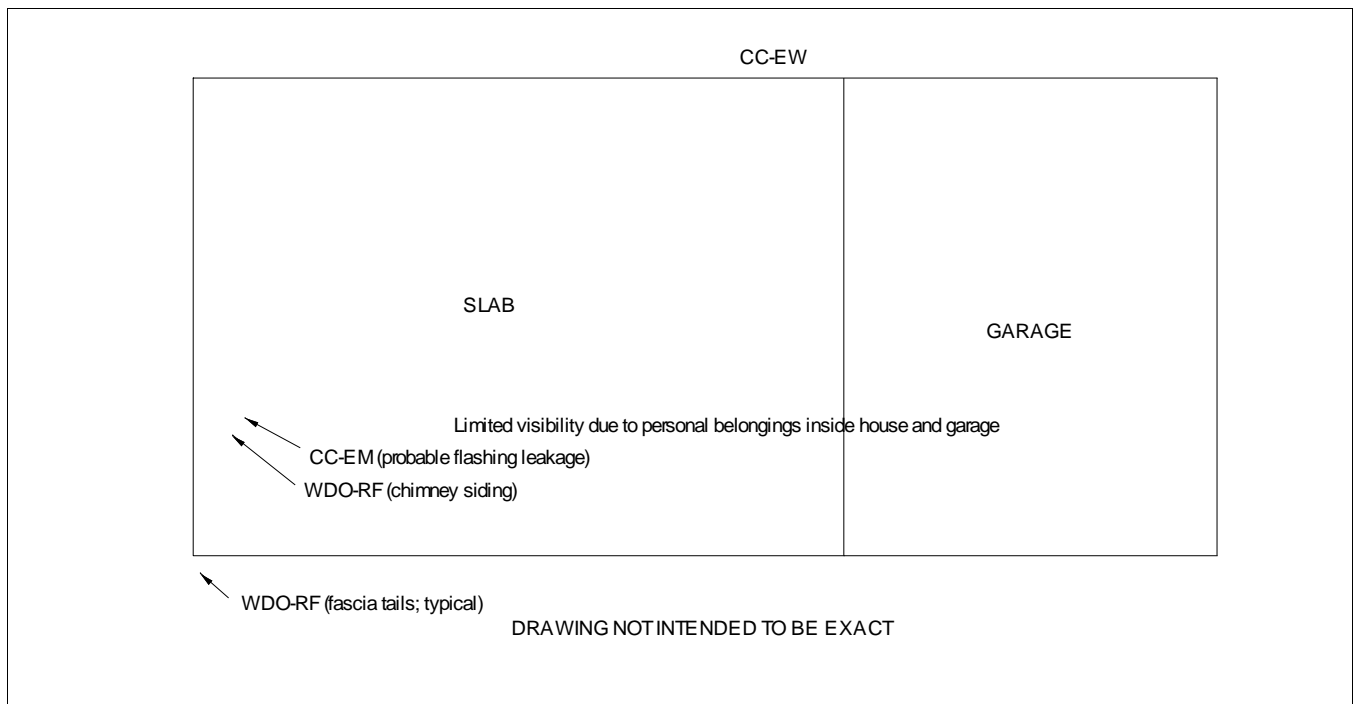 CC-EW
SLAB
GARAGE
Limited visibility due to personal belongings inside house and garage
CC-EM (probable flashing leakage)
WDO-RF (chimney siding)
WDO-RF (fascia tails; typical)
DRAWING NOT INTENDED TO BE EXACT